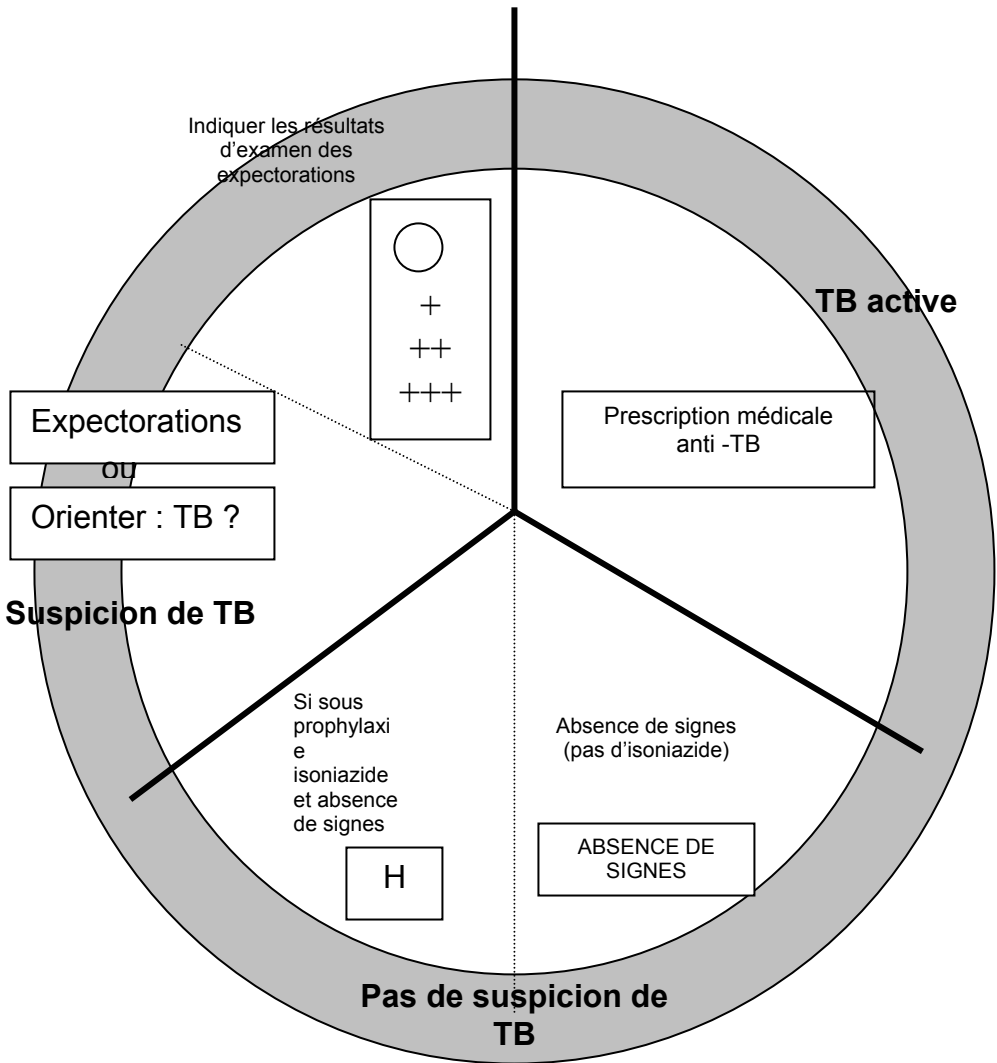 Indiquer les résultats
d'examen des
expectorations
+
++
+++
TB active
Prescription médicale
anti -TB
Expectorations
ou
Orienter : TB ?
Suspicion de TB
Si sous
prophylaxi
e
isoniazide
et absence
de signes
H
Absence de signes
(pas d'isoniazide)
ABSENCE DE
SIGNES
Pas de suspicion de
TB